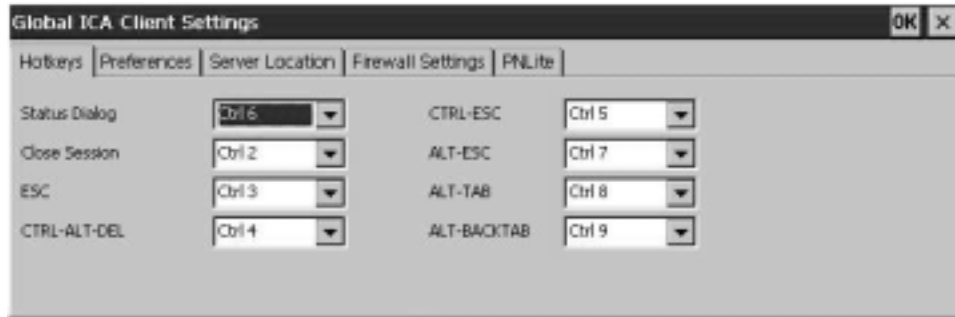 Global ICA Client Settings OK ×
Hotkeys Preferences Server Location Firewall Settings PNLite
Status Dialog Ctrl 6 CTRL-ESC Ctrl 5
Close Session Ctrl 2 ALT-ESC Ctrl 7
ESC Ctrl 3 ALT-TAB Ctrl 8
CTRL-ALT-DEL Ctrl 4 ALT-BACKTAB Ctrl 9